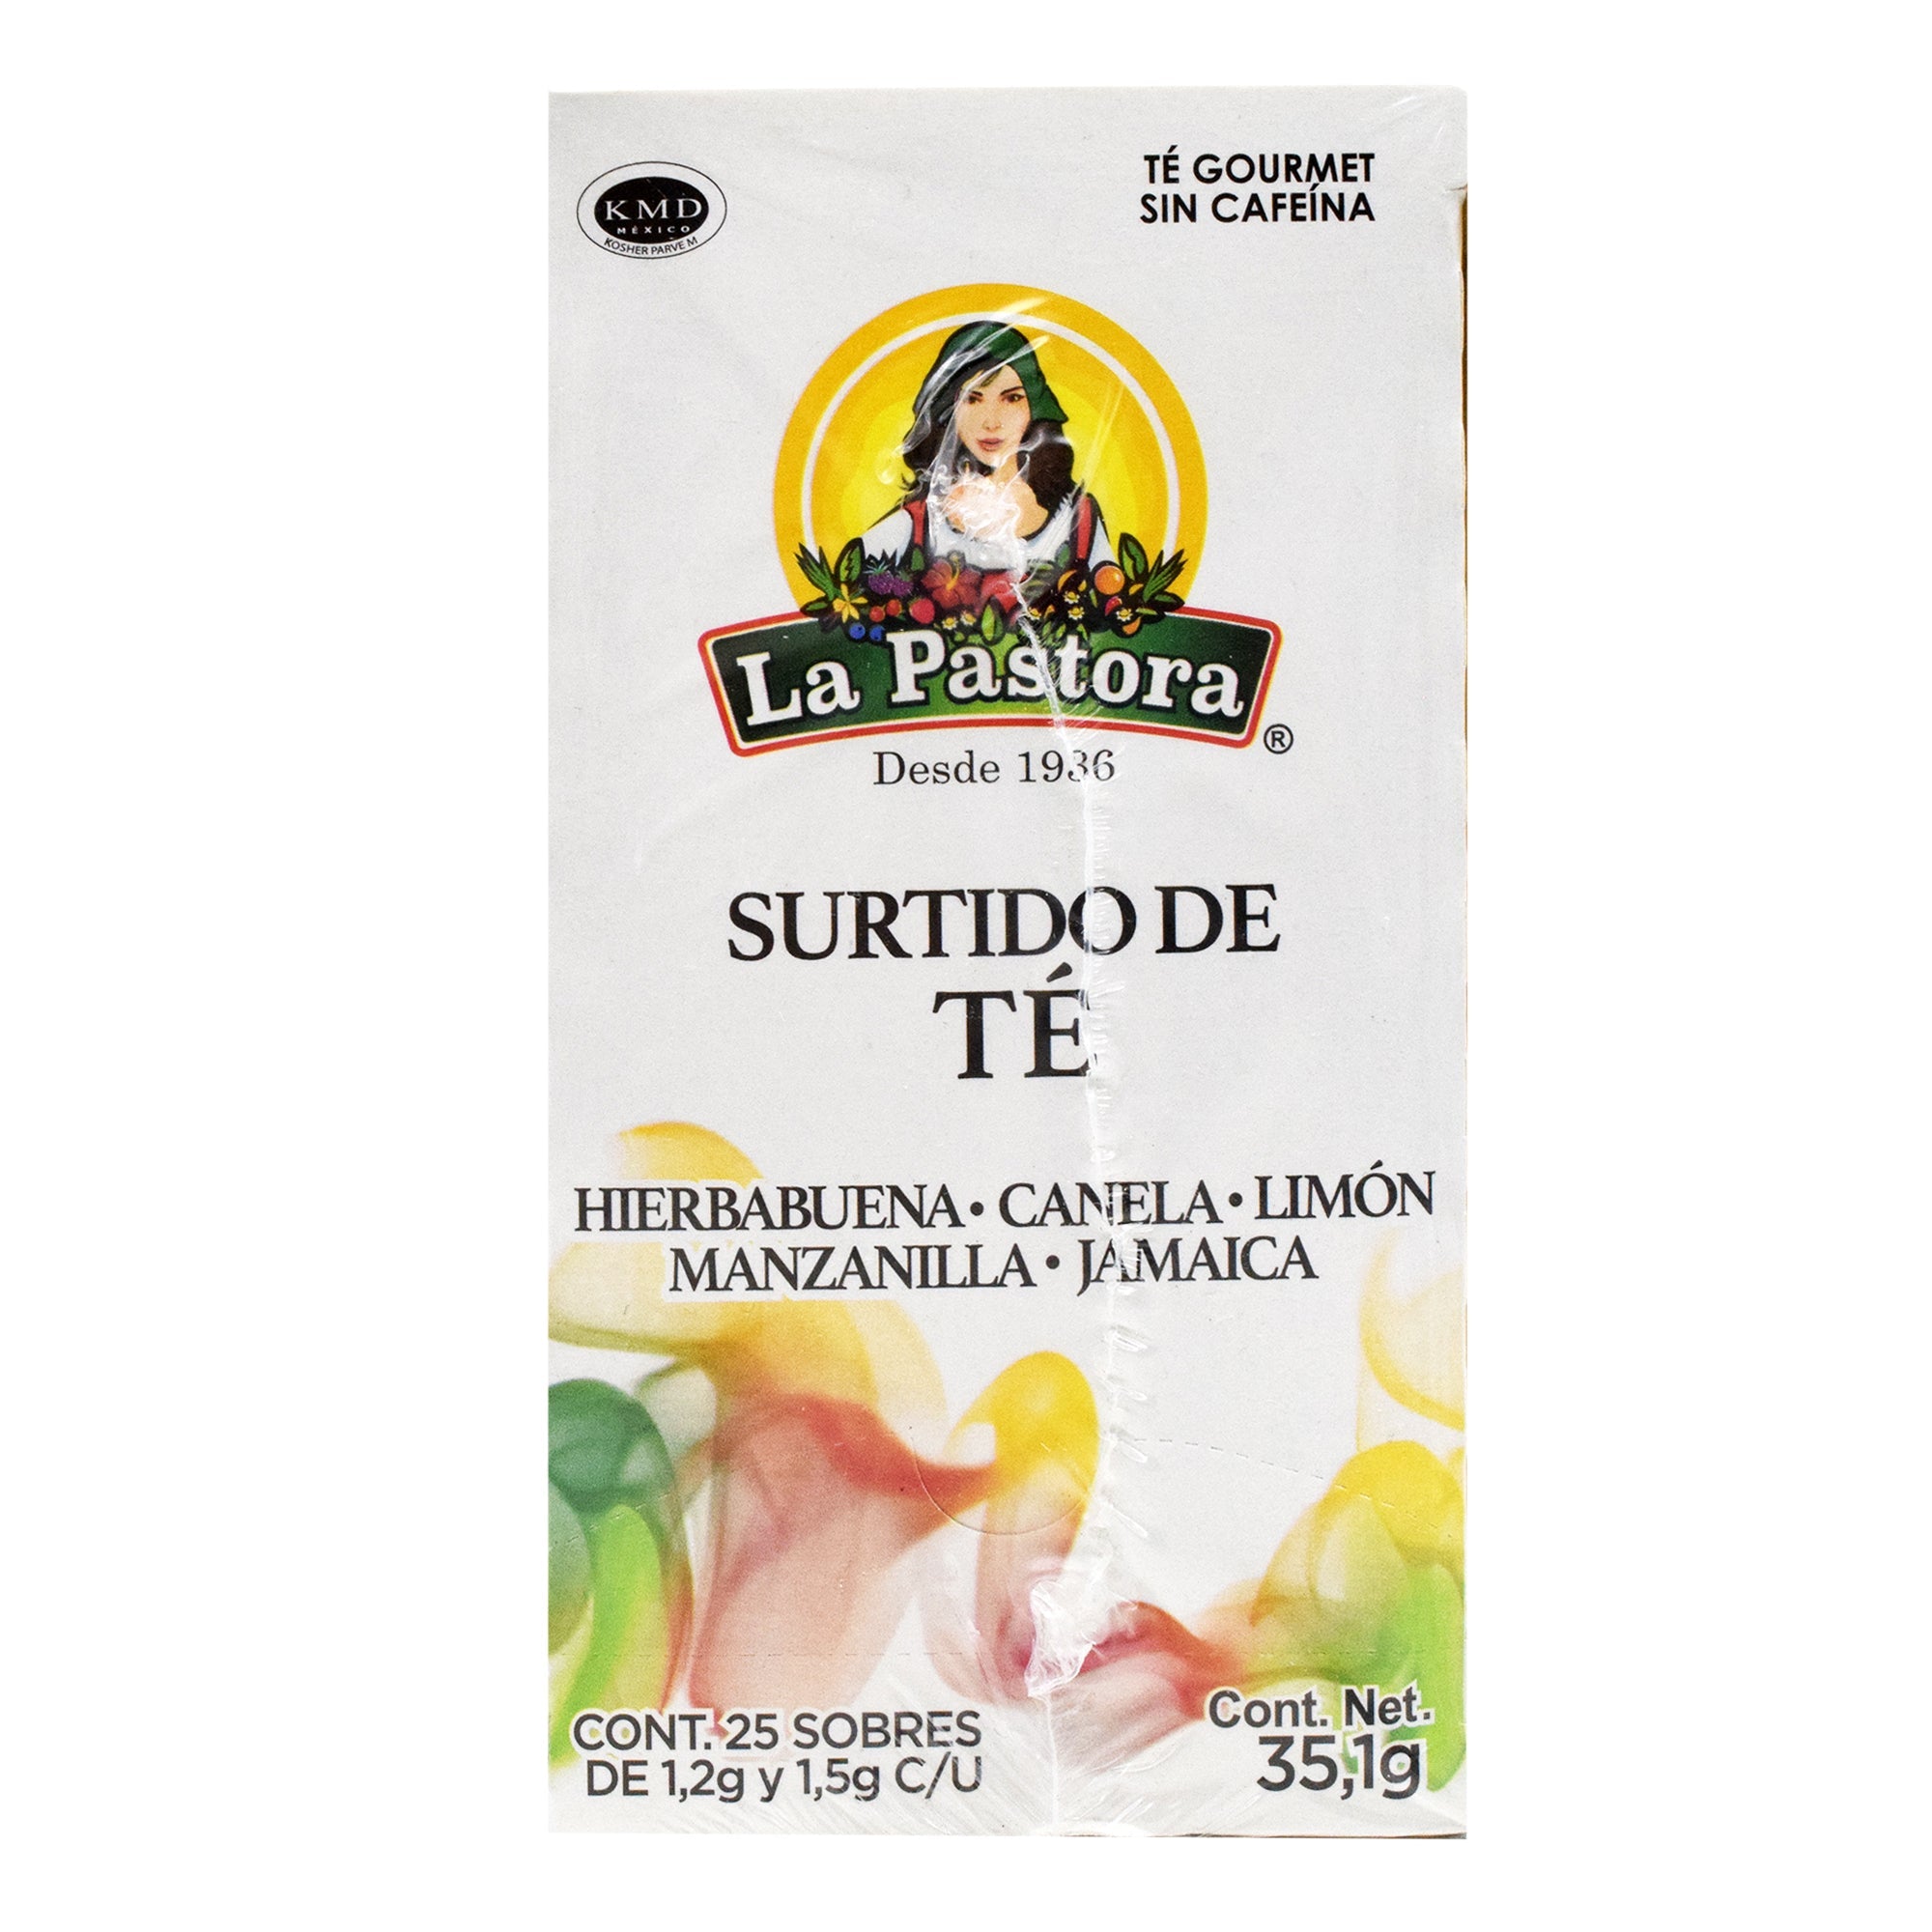 KMD
MÉXICO
KOSHER PARVE M
TÉ GOURMET
SIN CAFEÍNA
La Pastora
®
Desde 1936
SURTIDO DE
TÉ
HIERBABUENA • CANELA • LIMÓN
MANZANILLA • JAMAICA
CONT. 25 SOBRES
DE 1,2g y 1,5g C/U
Cont. Net.
35,1g